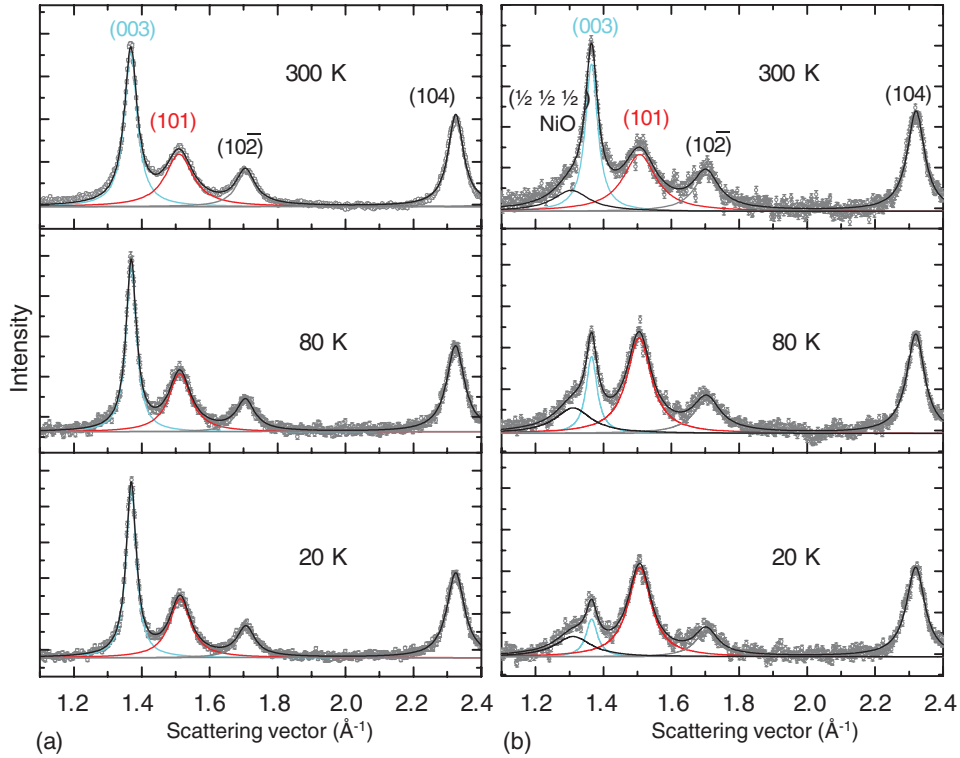 (003)
300 K
(101)
(102̅)
(104)
80 K
20 K
Intensity
1.2 1.4 1.6 1.8 2.0 2.2 2.4
Scattering vector (Å⁻¹)
(a)
(003)
300 K
(½ ½ ½ )
NiO
(101)
(102̅)
(104)
80 K
20 K
1.2 1.4 1.6 1.8 2.0 2.2 2.4
Scattering vector (Å⁻¹)
(b)